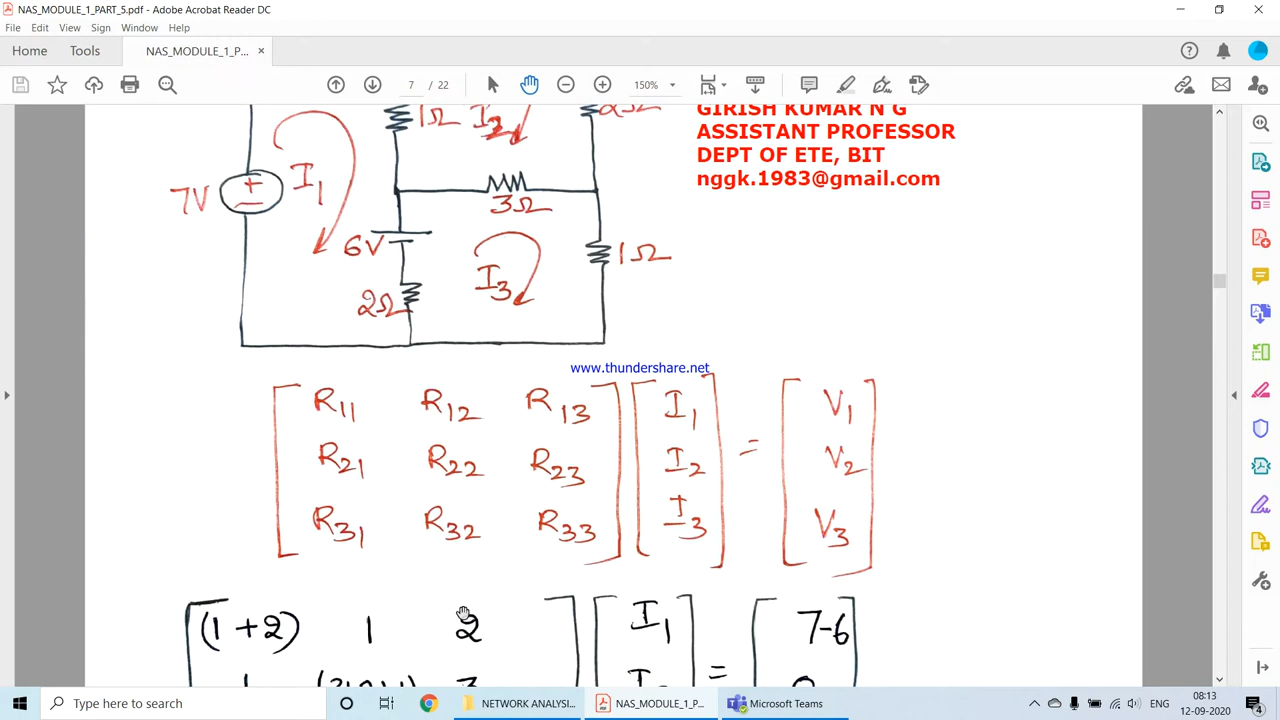 NAS_MODULE_1_PART_5.pdf - Adobe Acrobat Reader DC
File Edit View Sign Window Help
Home Tools NAS_MODULE_1_P... ×
7 / 22 150%
1Ω I2 2Ω
GIRISH KUMAR N G
ASSISTANT PROFESSOR
DEPT OF ETE, BIT
nggk.1983@gmail.com
7V + − I1
3Ω
6V I3 1Ω
2Ω
www.thundershare.net
R11 R12 R13 I1 V1
R21 R22 R23 I2 = V2
R31 R32 R33 I3 V3
(1+2) 1 2 I1 7-6
=
Type here to search
NETWORK ANALYSI... NAS_MODULE_1_P... Microsoft Teams
08:13
12-09-2020
4